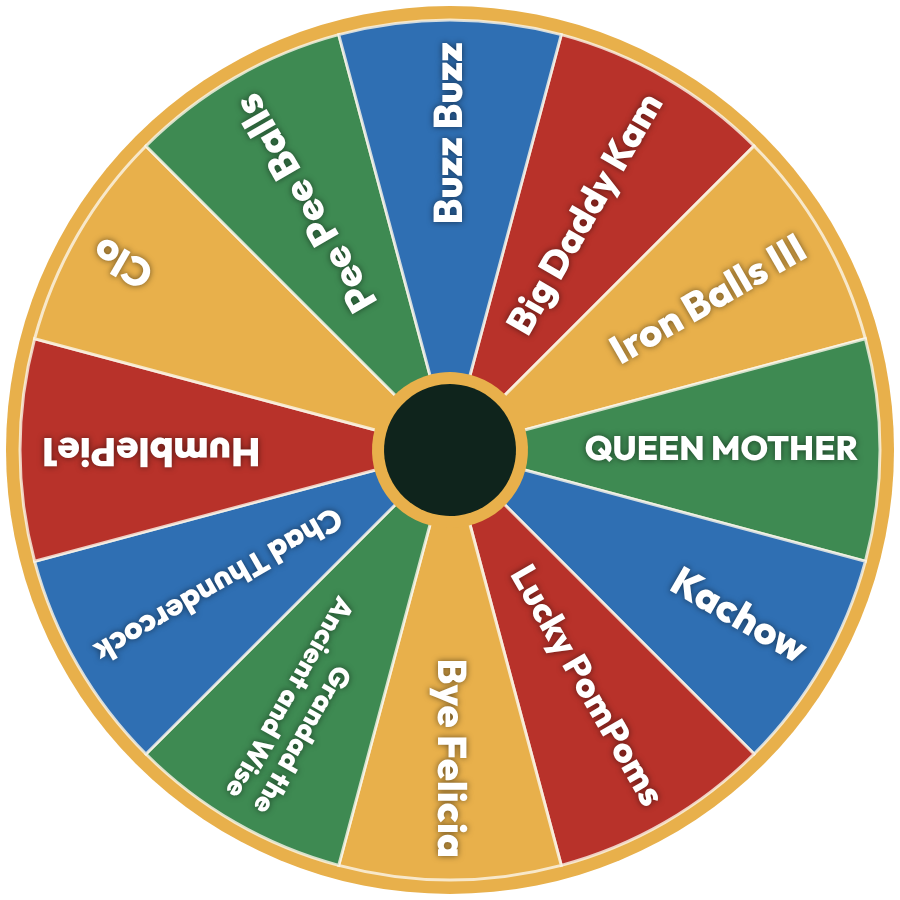 Buzz Buzz
Big Daddy Kam
Iron Balls III
QUEEN MOTHER
Kachow
Lucky PomPoms
Bye Felicia
Grandad the
Ancient and Wise
Chad Thundercock
HumblePie1
Clo
Pee Pee Balls